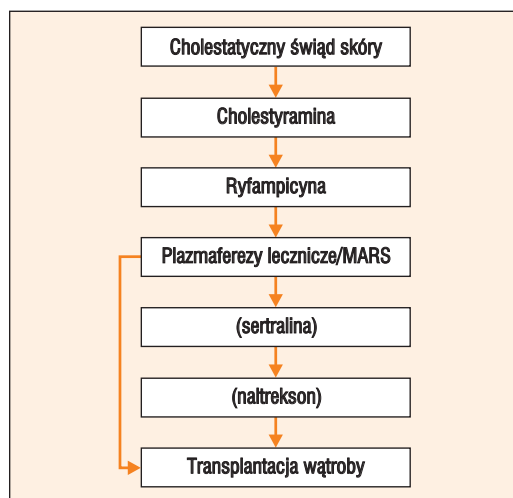 Cholestatyczny świąd skóry
Cholestyramina
Ryfampicyna
Plazmaferezy lecznicze/MARS
(sertralina)
(naltrekson)
Transplantacja wątroby